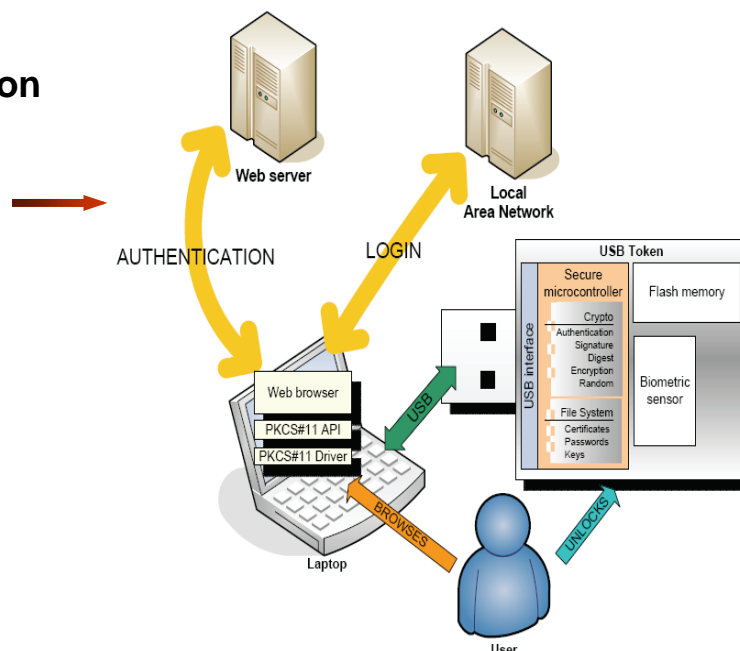 on
Web server
Local
Area Network
AUTHENTICATION
LOGIN
USB Token
USB interface
Secure
microcontroller
Crypto
Authentication
Signature
Digest
Encryption
Random
File System
Certificates
Passwords
Keys
Flash memory
Biometric
sensor
Web browser
PKCS#11 API
PKCS#11 Driver
USB
BROWSES
UNLOCKS
Laptop
User